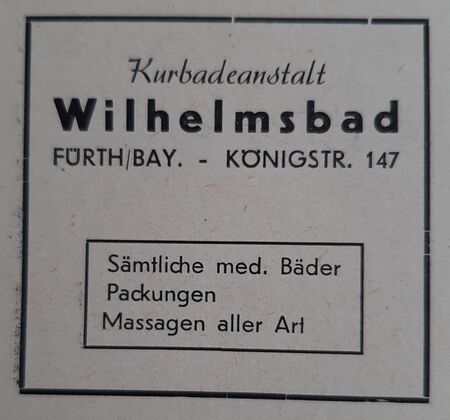 Kurbadeanstalt
Wilhelmsbad
FÜRTH/BAY. - KÖNIGSTR. 147
Sämtliche med. Bäder
Packungen
Massagen aller Art